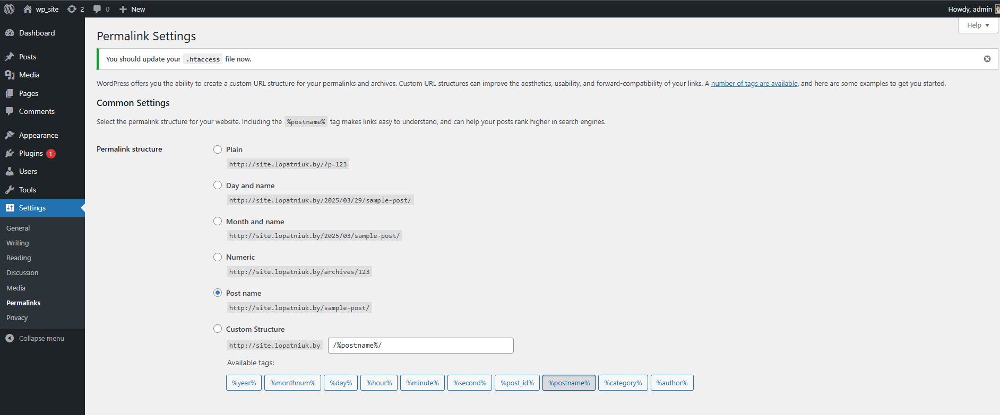 wp_site 2 0 New Howdy, admin
Help
Dashboard
Posts
Media
Pages
Comments
Appearance
Plugins 1
Users
Tools
Settings
General
Writing
Reading
Discussion
Media
Permalinks
Privacy
Collapse menu
Permalink Settings
You should update your .htaccess file now.
WordPress offers you the ability to create a custom URL structure for your permalinks and archives. Custom URL structures can improve the aesthetics, usability, and forward-compatibility of your links. A number of tags are available, and here are some examples to get you started.
Common Settings
Select the permalink structure for your website. Including the %postname% tag makes links easy to understand, and can help your posts rank higher in search engines.
Permalink structure
Plain
http://site.lopatniuk.by/?p=123
Day and name
http://site.lopatniuk.by/2025/03/29/sample-post/
Month and name
http://site.lopatniuk.by/2025/03/sample-post/
Numeric
http://site.lopatniuk.by/archives/123
Post name
http://site.lopatniuk.by/sample-post/
Custom Structure
http://site.lopatniuk.by /%postname%/
Available tags:
%year% %monthnum% %day% %hour% %minute% %second% %post_id% %postname% %category% %author%